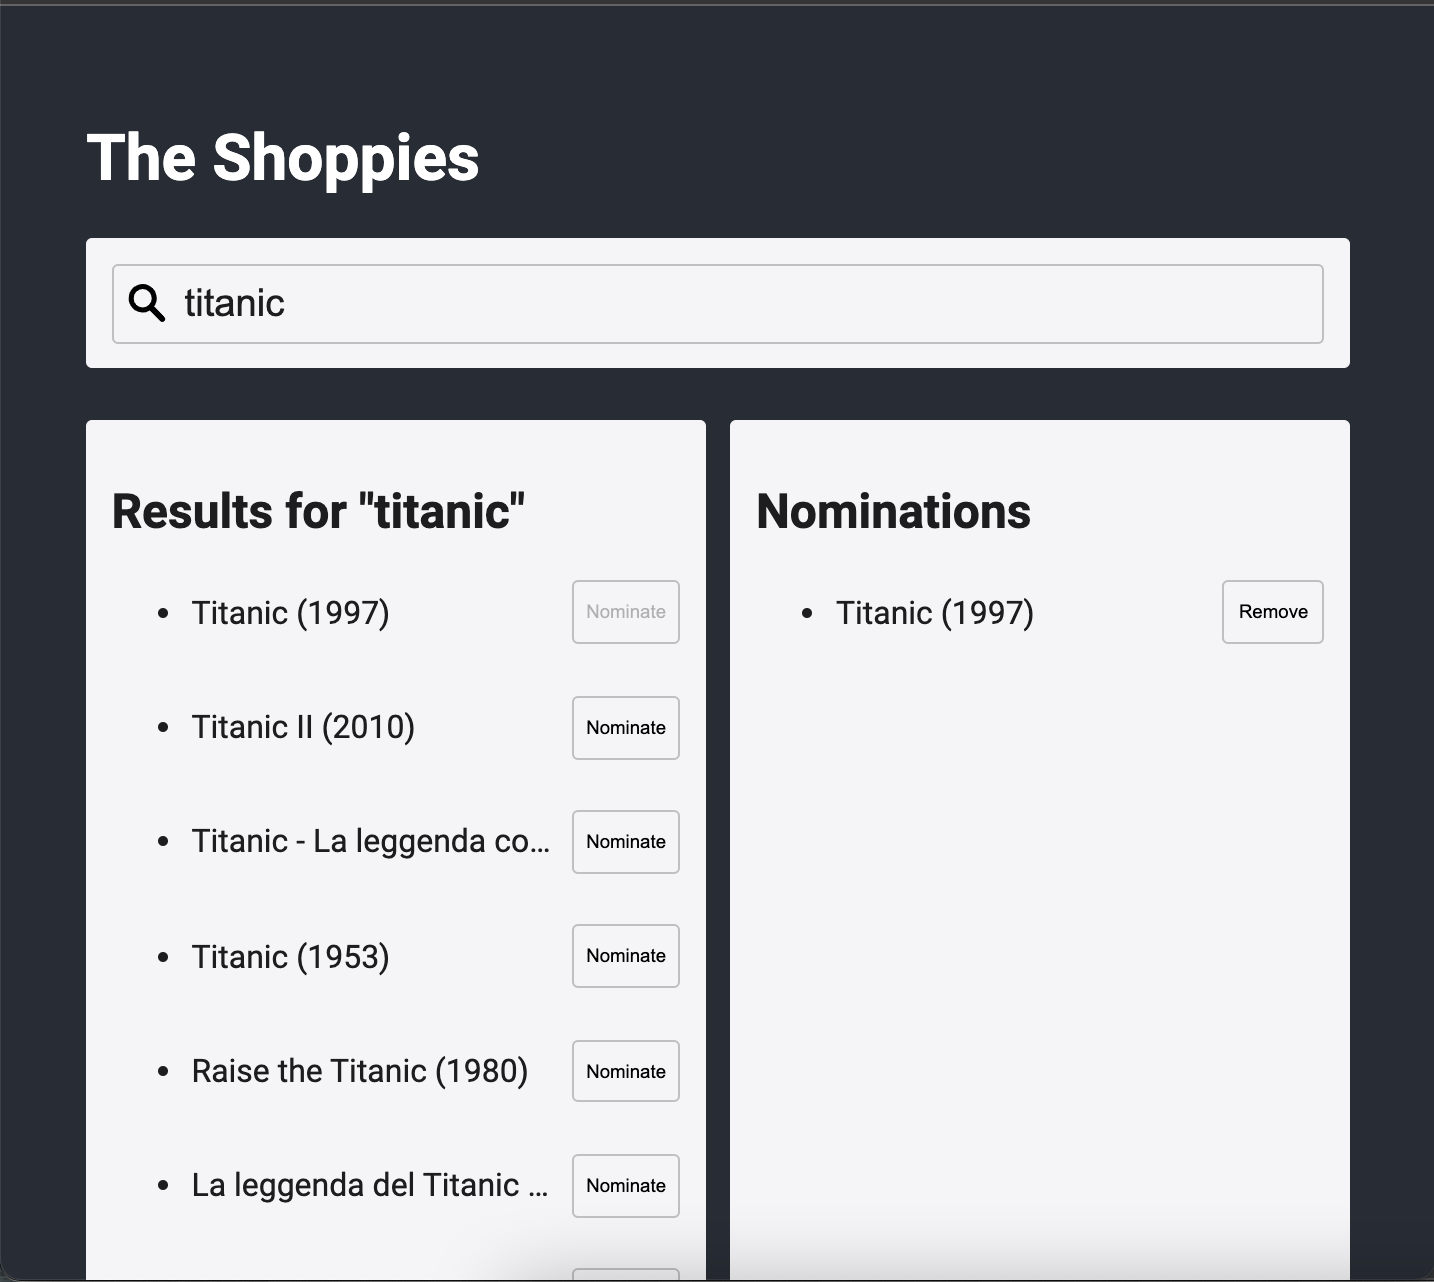 The Shoppies
titanic
Results for "titanic"
Titanic (1997) Nominate
Titanic II (2010) Nominate
Titanic - La leggenda co... Nominate
Titanic (1953) Nominate
Raise the Titanic (1980) Nominate
La leggenda del Titanic ... Nominate
Nominations
Titanic (1997) Remove